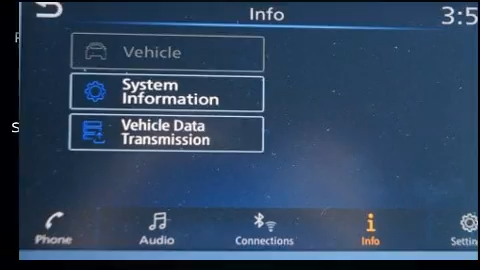 Info
3:5
Vehicle
System
Information
Vehicle Data
Transmission
Phone
Audio
Connections
Info
Settin